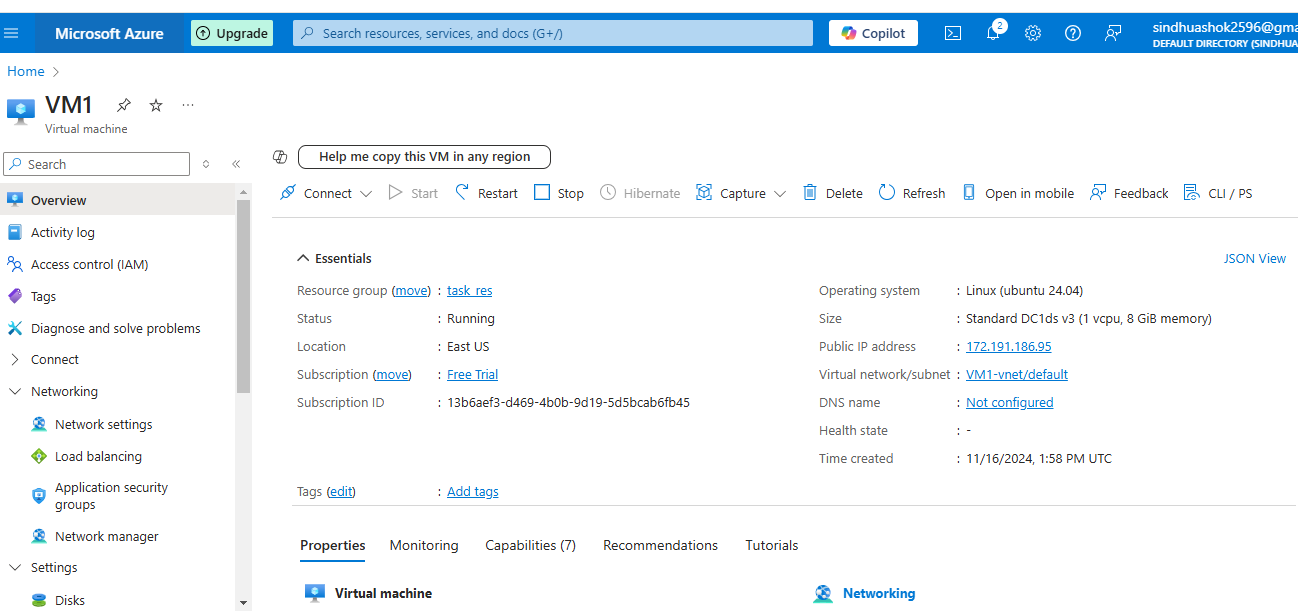 Microsoft Azure
Upgrade
Search resources, services, and docs (G+/)
Copilot
2
sindhuashok2596@gma
DEFAULT DIRECTORY (SINDHUA
Home
VM1
Virtual machine
Search
Help me copy this VM in any region
Connect Start Restart Stop Hibernate Capture Delete Refresh Open in mobile Feedback CLI / PS
Overview
Activity log
Access control (IAM)
Tags
Diagnose and solve problems
Connect
Networking
Network settings
Load balancing
Application security
groups
Network manager
Settings
Disks
Essentials
JSON View
Resource group (move) : task_res
Status : Running
Location : East US
Subscription (move) : Free Trial
Subscription ID : 13b6aef3-d469-4b0b-9d19-5d5bcab6fb45
Operating system : Linux (ubuntu 24.04)
Size : Standard DC1ds v3 (1 vcpu, 8 GiB memory)
Public IP address : 172.191.186.95
Virtual network/subnet : VM1-vnet/default
DNS name : Not configured
Health state : -
Time created : 11/16/2024, 1:58 PM UTC
Tags (edit) : Add tags
Properties Monitoring Capabilities (7) Recommendations Tutorials
Virtual machine
Networking